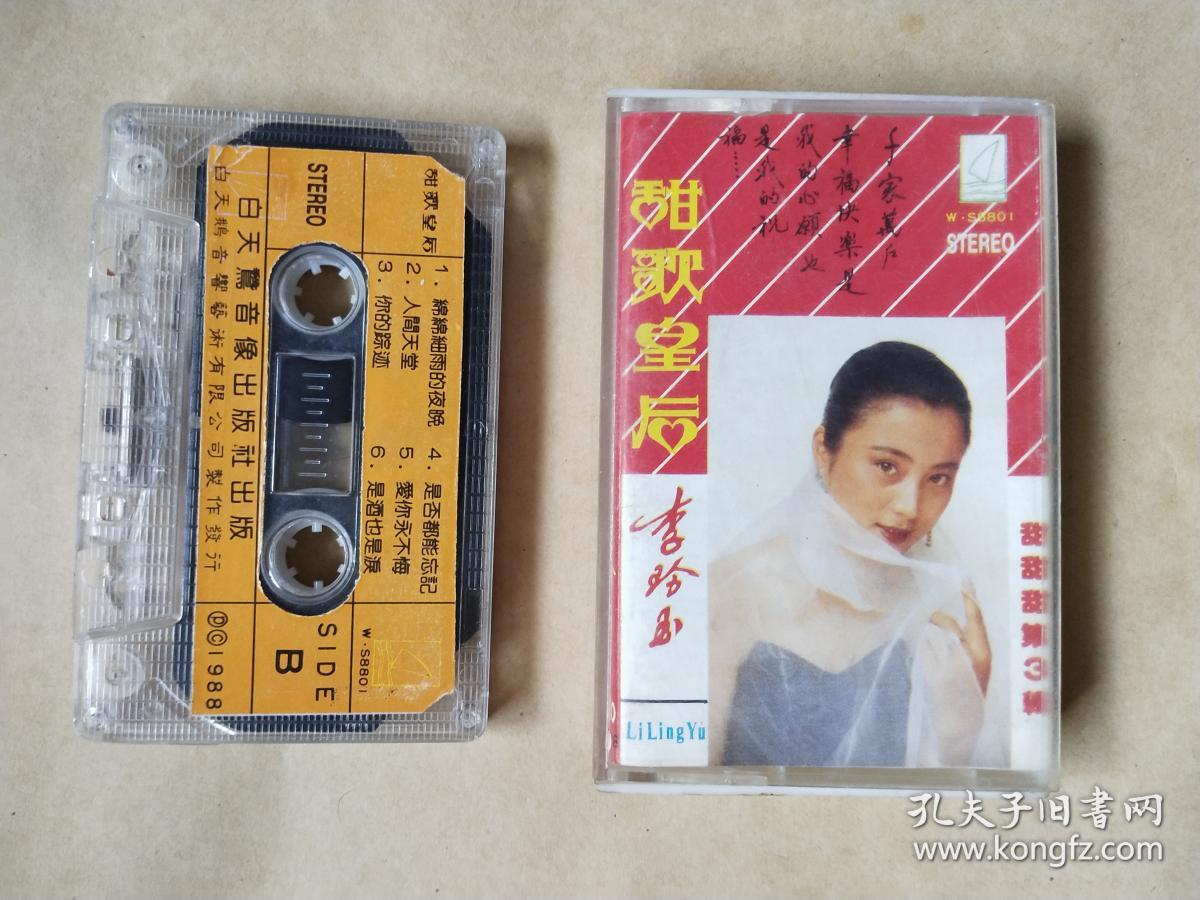 STEREO
甜歌皇后
1. 綿綿細雨的夜晚
2. 人間天堂
3. 你的踪迹
4. 是否都能忘記
5. 愛你永不悔
6. 是酒也是淚
白天鵞音像出版社出版
白天鵝音響藝術有限公司製作發行
SIDE
B
W·S8801
ⓅⒸ1988
千家萬户
幸福快樂是
我的心願也
是我的祝
福……
W·S8801
STEREO
甜歌皇后
李玲玉
LiLingYu
甜甜甜第3輯
孔夫子旧書网
www.kongfz.com